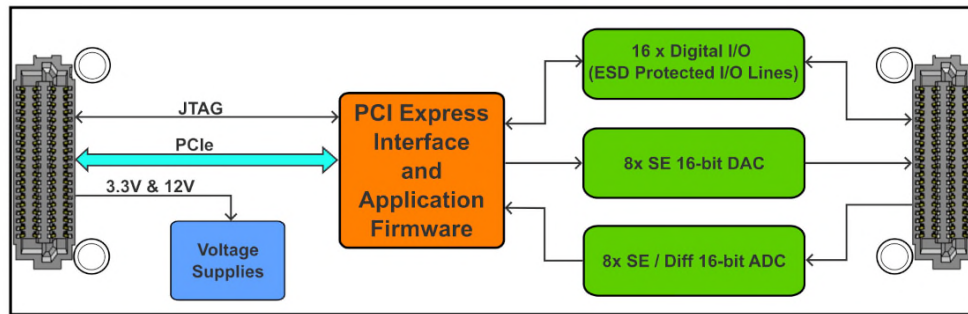 JTAG
PCIe
3.3V & 12V
Voltage
Supplies
PCI Express
Interface
and
Application
Firmware
16 x Digital I/O
(ESD Protected I/O Lines)
8x SE 16-bit DAC
8x SE / Diff 16-bit ADC